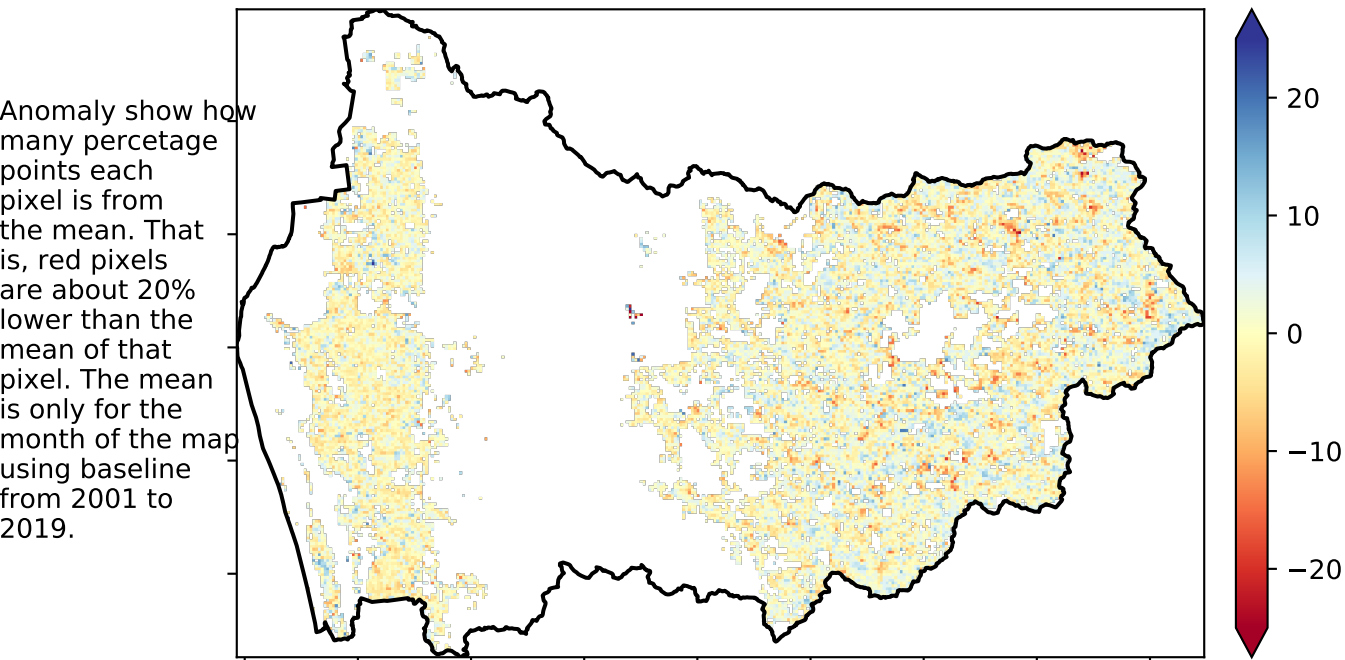 Anomaly show how
many percetage
points each
pixel is from
the mean. That
is, red pixels
are about 20%
lower than the
mean of that
pixel. The mean
is only for the
month of the map
using baseline
from 2001 to
2019.
20
10
0
−10
−20